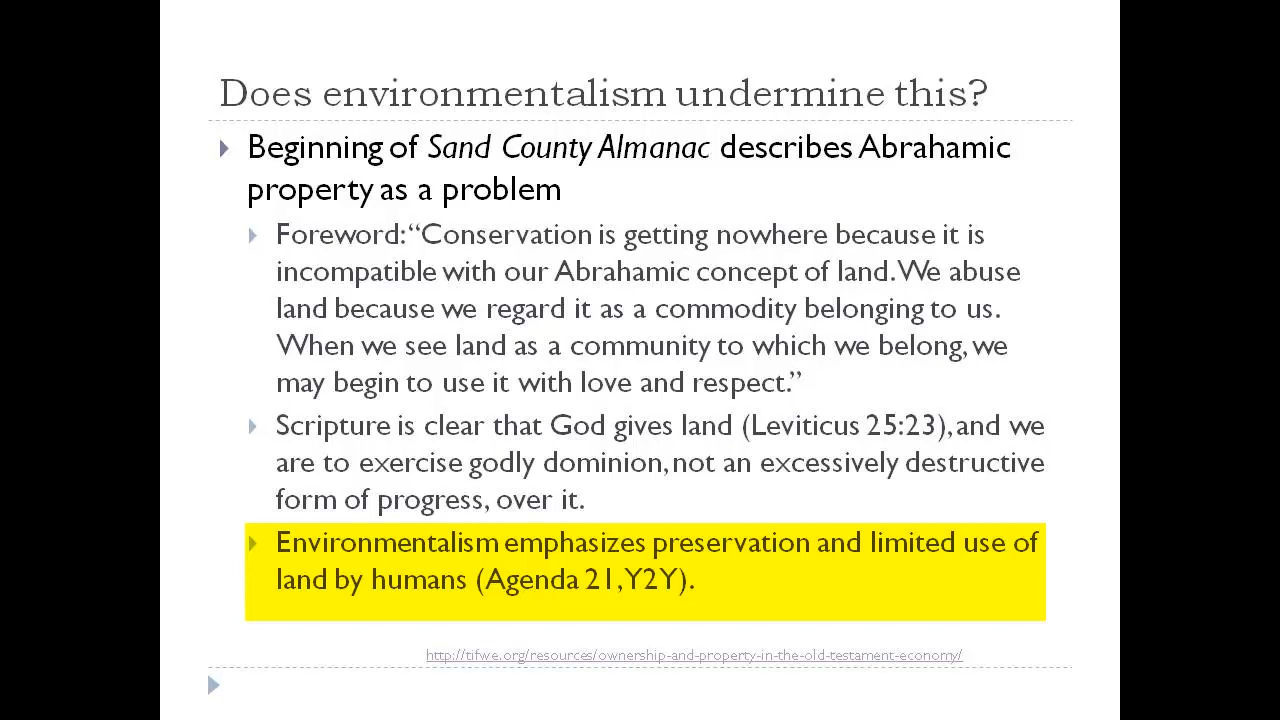 Does environmentalism undermine this?
Beginning of Sand County Almanac describes Abrahamic
property as a problem
Foreword: “Conservation is getting nowhere because it is
incompatible with our Abrahamic concept of land. We abuse
land because we regard it as a commodity belonging to us.
When we see land as a community to which we belong, we
may begin to use it with love and respect.”
Scripture is clear that God gives land (Leviticus 25:23), and we
are to exercise godly dominion, not an excessively destructive
form of progress, over it.
Environmentalism emphasizes preservation and limited use of
land by humans (Agenda 21, Y2Y).
http://tifwe.org/resources/ownership-and-property-in-the-old-testament-economy/